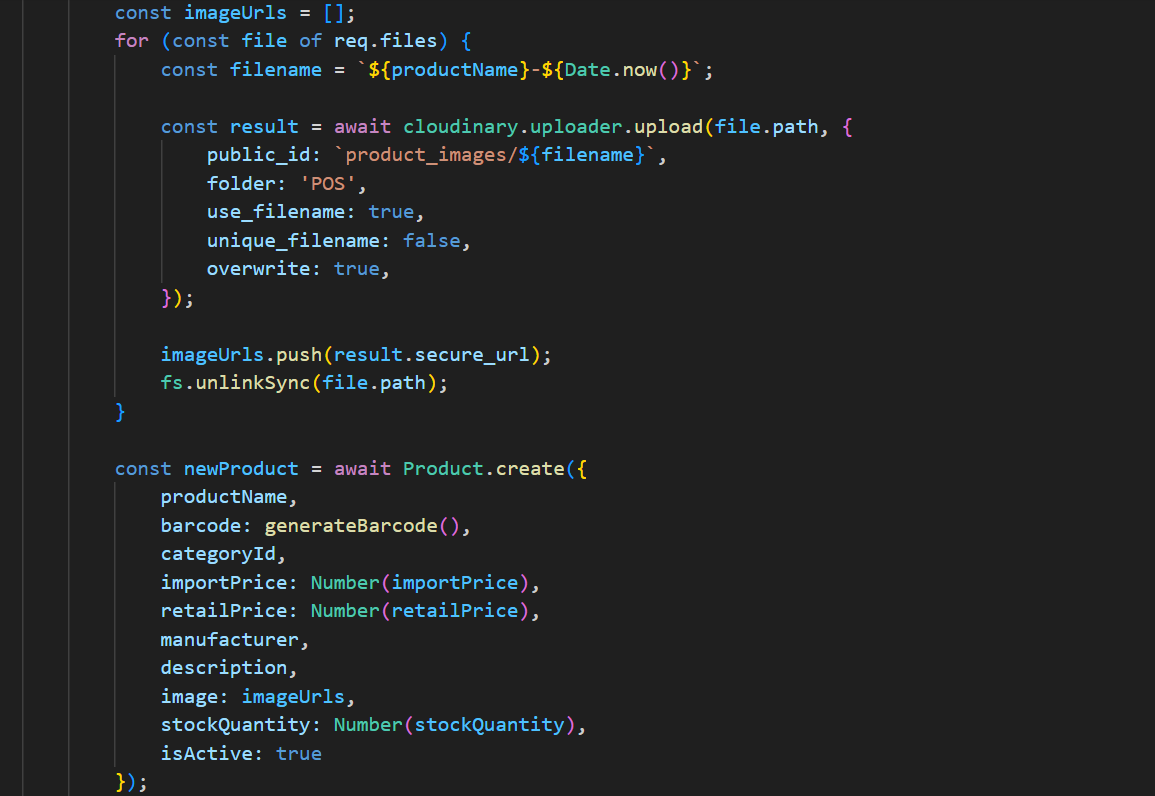 const imageUrls = [];
for (const file of req.files) {
const filename = `${productName}-${Date.now()}`;
const result = await cloudinary.uploader.upload(file.path, {
public_id: `product_images/${filename}`,
folder: 'POS',
use_filename: true,
unique_filename: false,
overwrite: true,
});
imageUrls.push(result.secure_url);
fs.unlinkSync(file.path);
}
const newProduct = await Product.create({
productName,
barcode: generateBarcode(),
categoryId,
importPrice: Number(importPrice),
retailPrice: Number(retailPrice),
manufacturer,
description,
image: imageUrls,
stockQuantity: Number(stockQuantity),
isActive: true
});